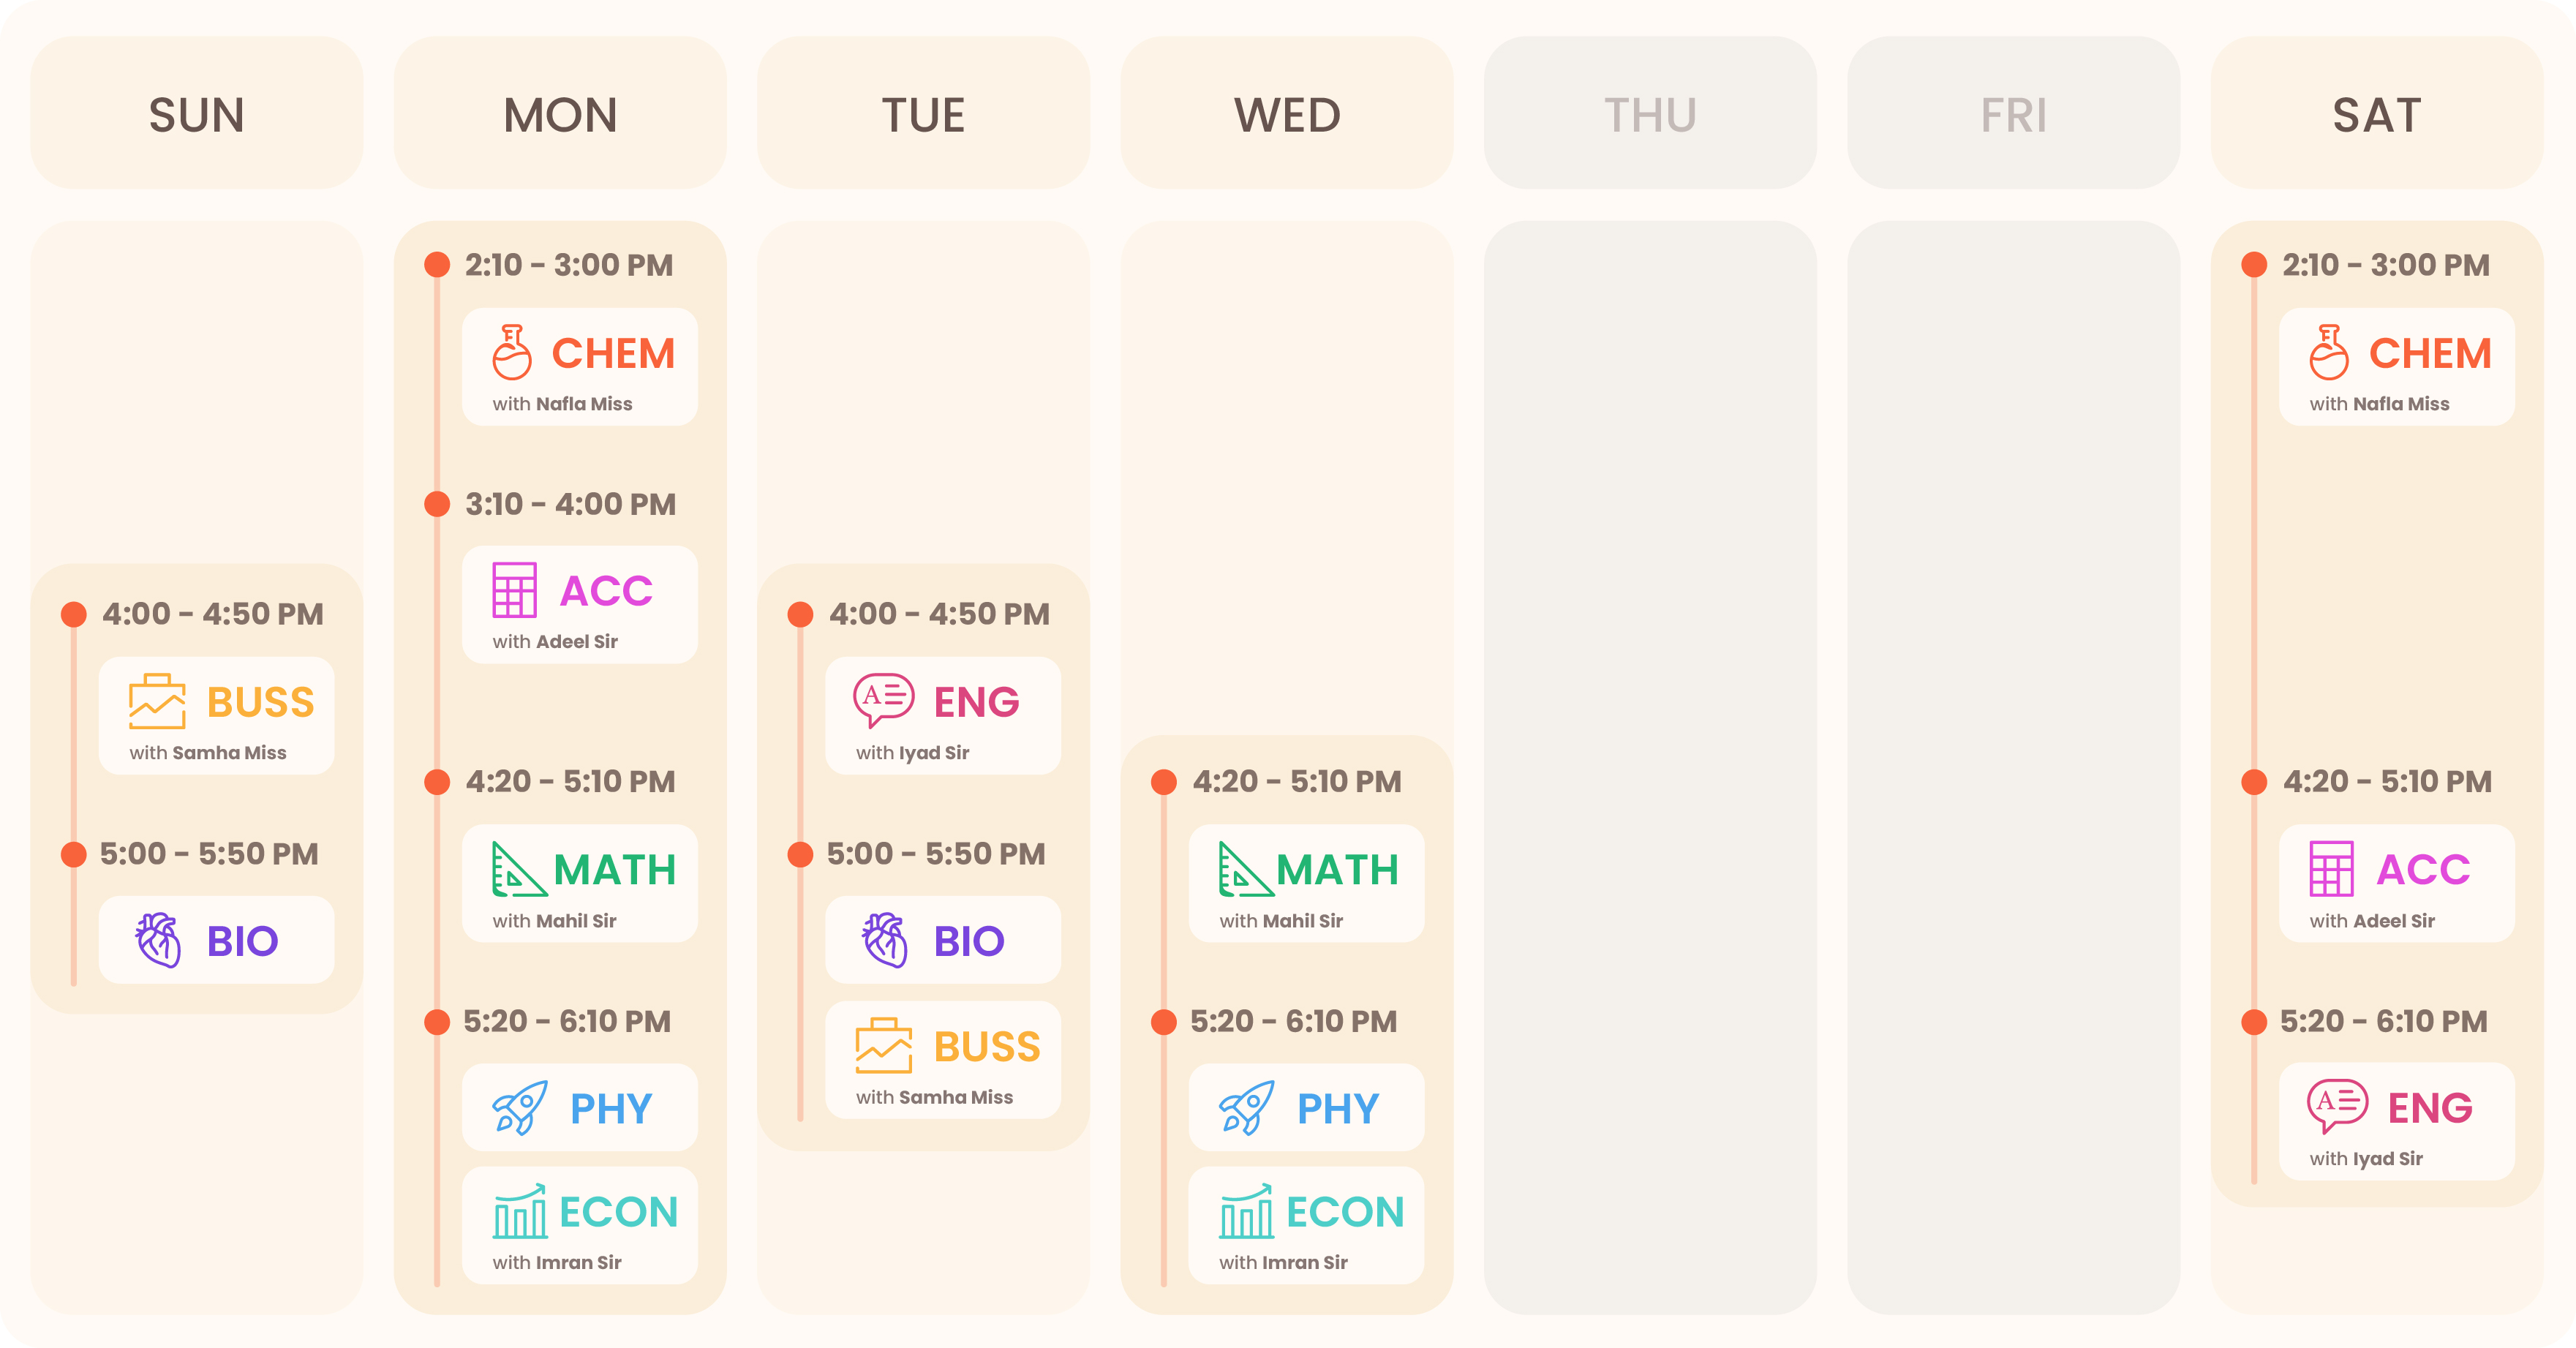 SUN
MON
TUE
WED
THU
FRI
SAT
4:00 - 4:50 PM
BUSS
with Samha Miss
5:00 - 5:50 PM
BIO
2:10 - 3:00 PM
CHEM
with Nafla Miss
3:10 - 4:00 PM
ACC
with Adeel Sir
4:20 - 5:10 PM
MATH
with Mahil Sir
5:20 - 6:10 PM
PHY
ECON
with Imran Sir
4:00 - 4:50 PM
A
ENG
with Iyad Sir
5:00 - 5:50 PM
BIO
BUSS
with Samha Miss
4:20 - 5:10 PM
MATH
with Mahil Sir
5:20 - 6:10 PM
PHY
ECON
with Imran Sir
2:10 - 3:00 PM
CHEM
with Nafla Miss
4:20 - 5:10 PM
ACC
with Adeel Sir
5:20 - 6:10 PM
A
ENG
with Iyad Sir